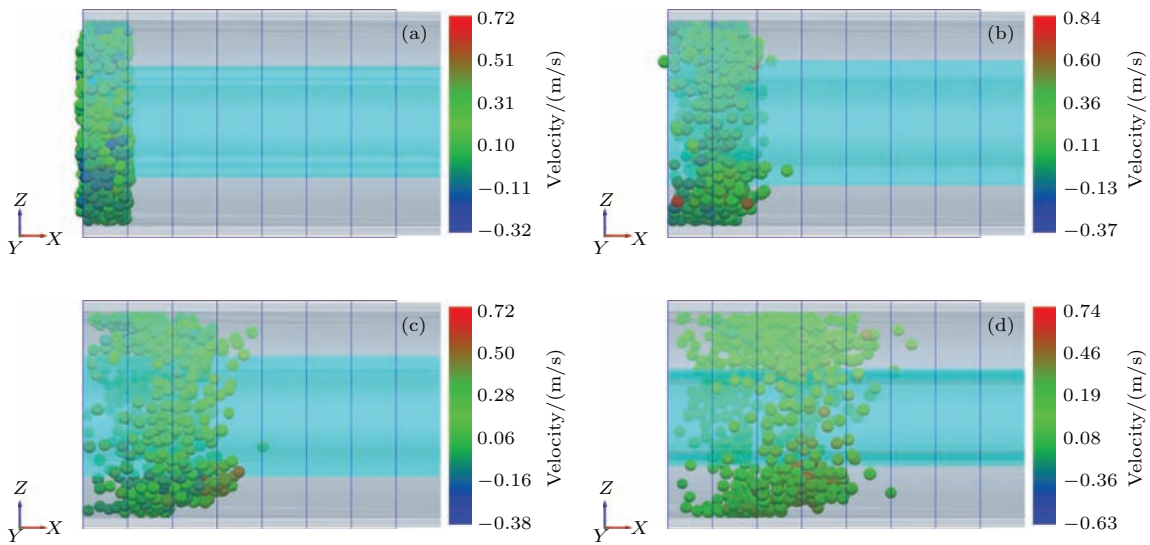 (a)
0.72
0.51
0.31
0.10
−0.11
−0.32
Velocity/(m/s)
Z
Y
X
(b)
0.84
0.60
0.36
0.11
−0.13
−0.37
Velocity/(m/s)
Z
Y
X
(c)
0.72
0.50
0.28
0.06
−0.16
−0.38
Velocity/(m/s)
Z
Y
X
(d)
0.74
0.46
0.19
0.08
−0.36
−0.63
Velocity/(m/s)
Z
Y
X